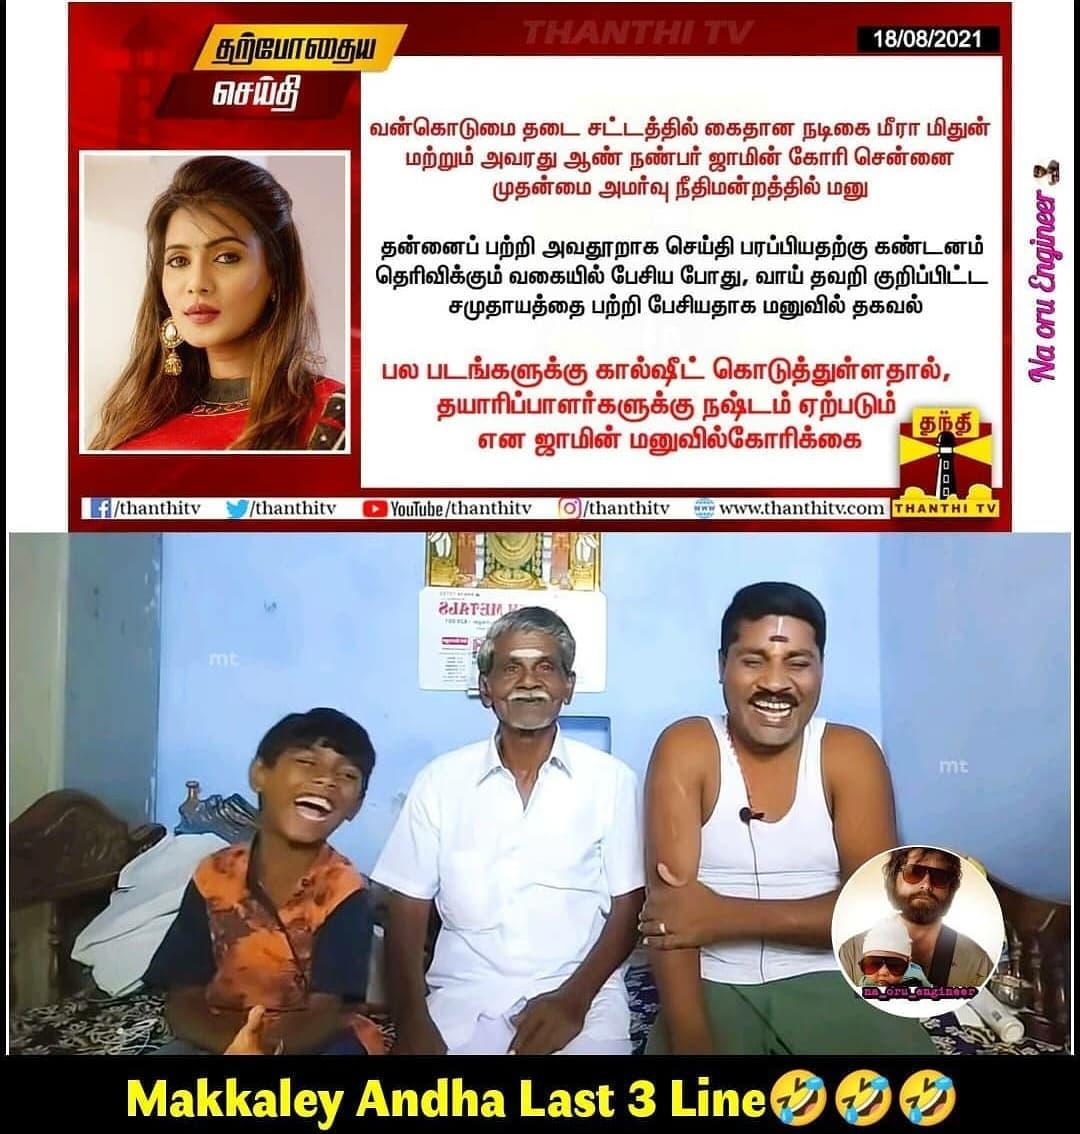 THANTHI TV
18/08/2021
தற்போதைய
செய்தி
வன்கொடுமை தடை சட்டத்தில் கைதான நடிகை மீரா மிதுன்
மற்றும் அவரது ஆண் நண்பர் ஜாமின் கோரி சென்னை
முதன்மை அமர்வு நீதிமன்றத்தில் மனு
தன்னைப் பற்றி அவதூறாக செய்தி பரப்பியதற்கு கண்டனம்
தெரிவிக்கும் வகையில் பேசிய போது, வாய் தவறி குறிப்பிட்ட
சமுதாயத்தை பற்றி பேசியதாக மனுவில் தகவல்
பல படங்களுக்கு கால்ஷீட் கொடுத்துள்ளதால்,
தயாரிப்பாளர்களுக்கு நஷ்டம் ஏற்படும்
என ஜாமின் மனுவில்கோரிக்கை
தந்தி
THANTHI TV
/thanthitv /thanthitv YouTube/thanthitv /thanthitv www.thanthitv.com
Na oru Engineer
METALS
mt
mt
na_oru_engineer
Makkaley Andha Last 3 Line🤣🤣🤣